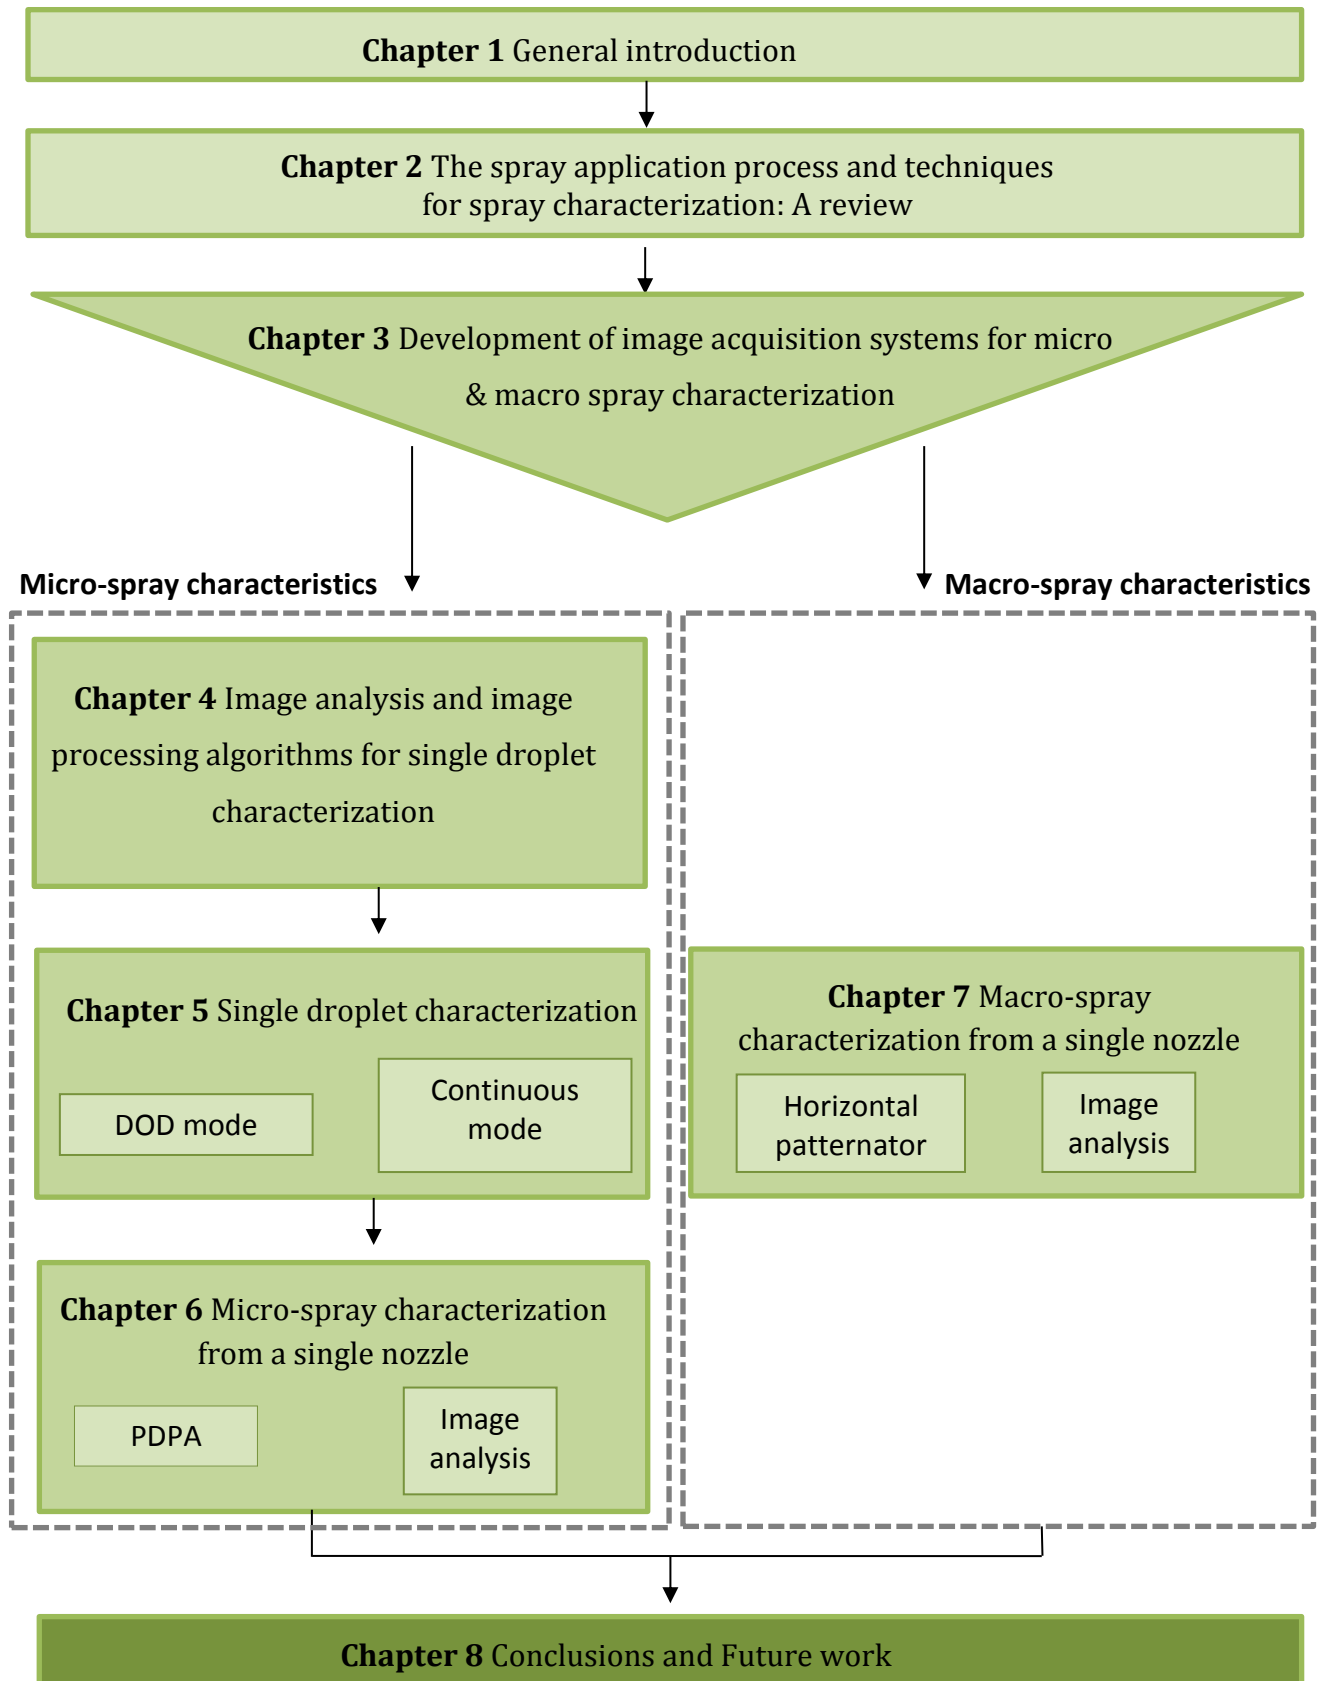 Chapter 1 General introduction
Chapter 2 The spray application process and techniques
for spray characterization: A review
Chapter 3 Development of image acquisition systems for micro
& macro spray characterization
Micro-spray characteristics
Macro-spray characteristics
Chapter 4 Image analysis and image
processing algorithms for single droplet
characterization
Chapter 5 Single droplet characterization
DOD mode
Continuous
mode
Chapter 6 Micro-spray characterization
from a single nozzle
PDPA
Image
analysis
Chapter 7 Macro-spray
characterization from a single nozzle
Horizontal
patternator
Image
analysis
Chapter 8 Conclusions and Future work